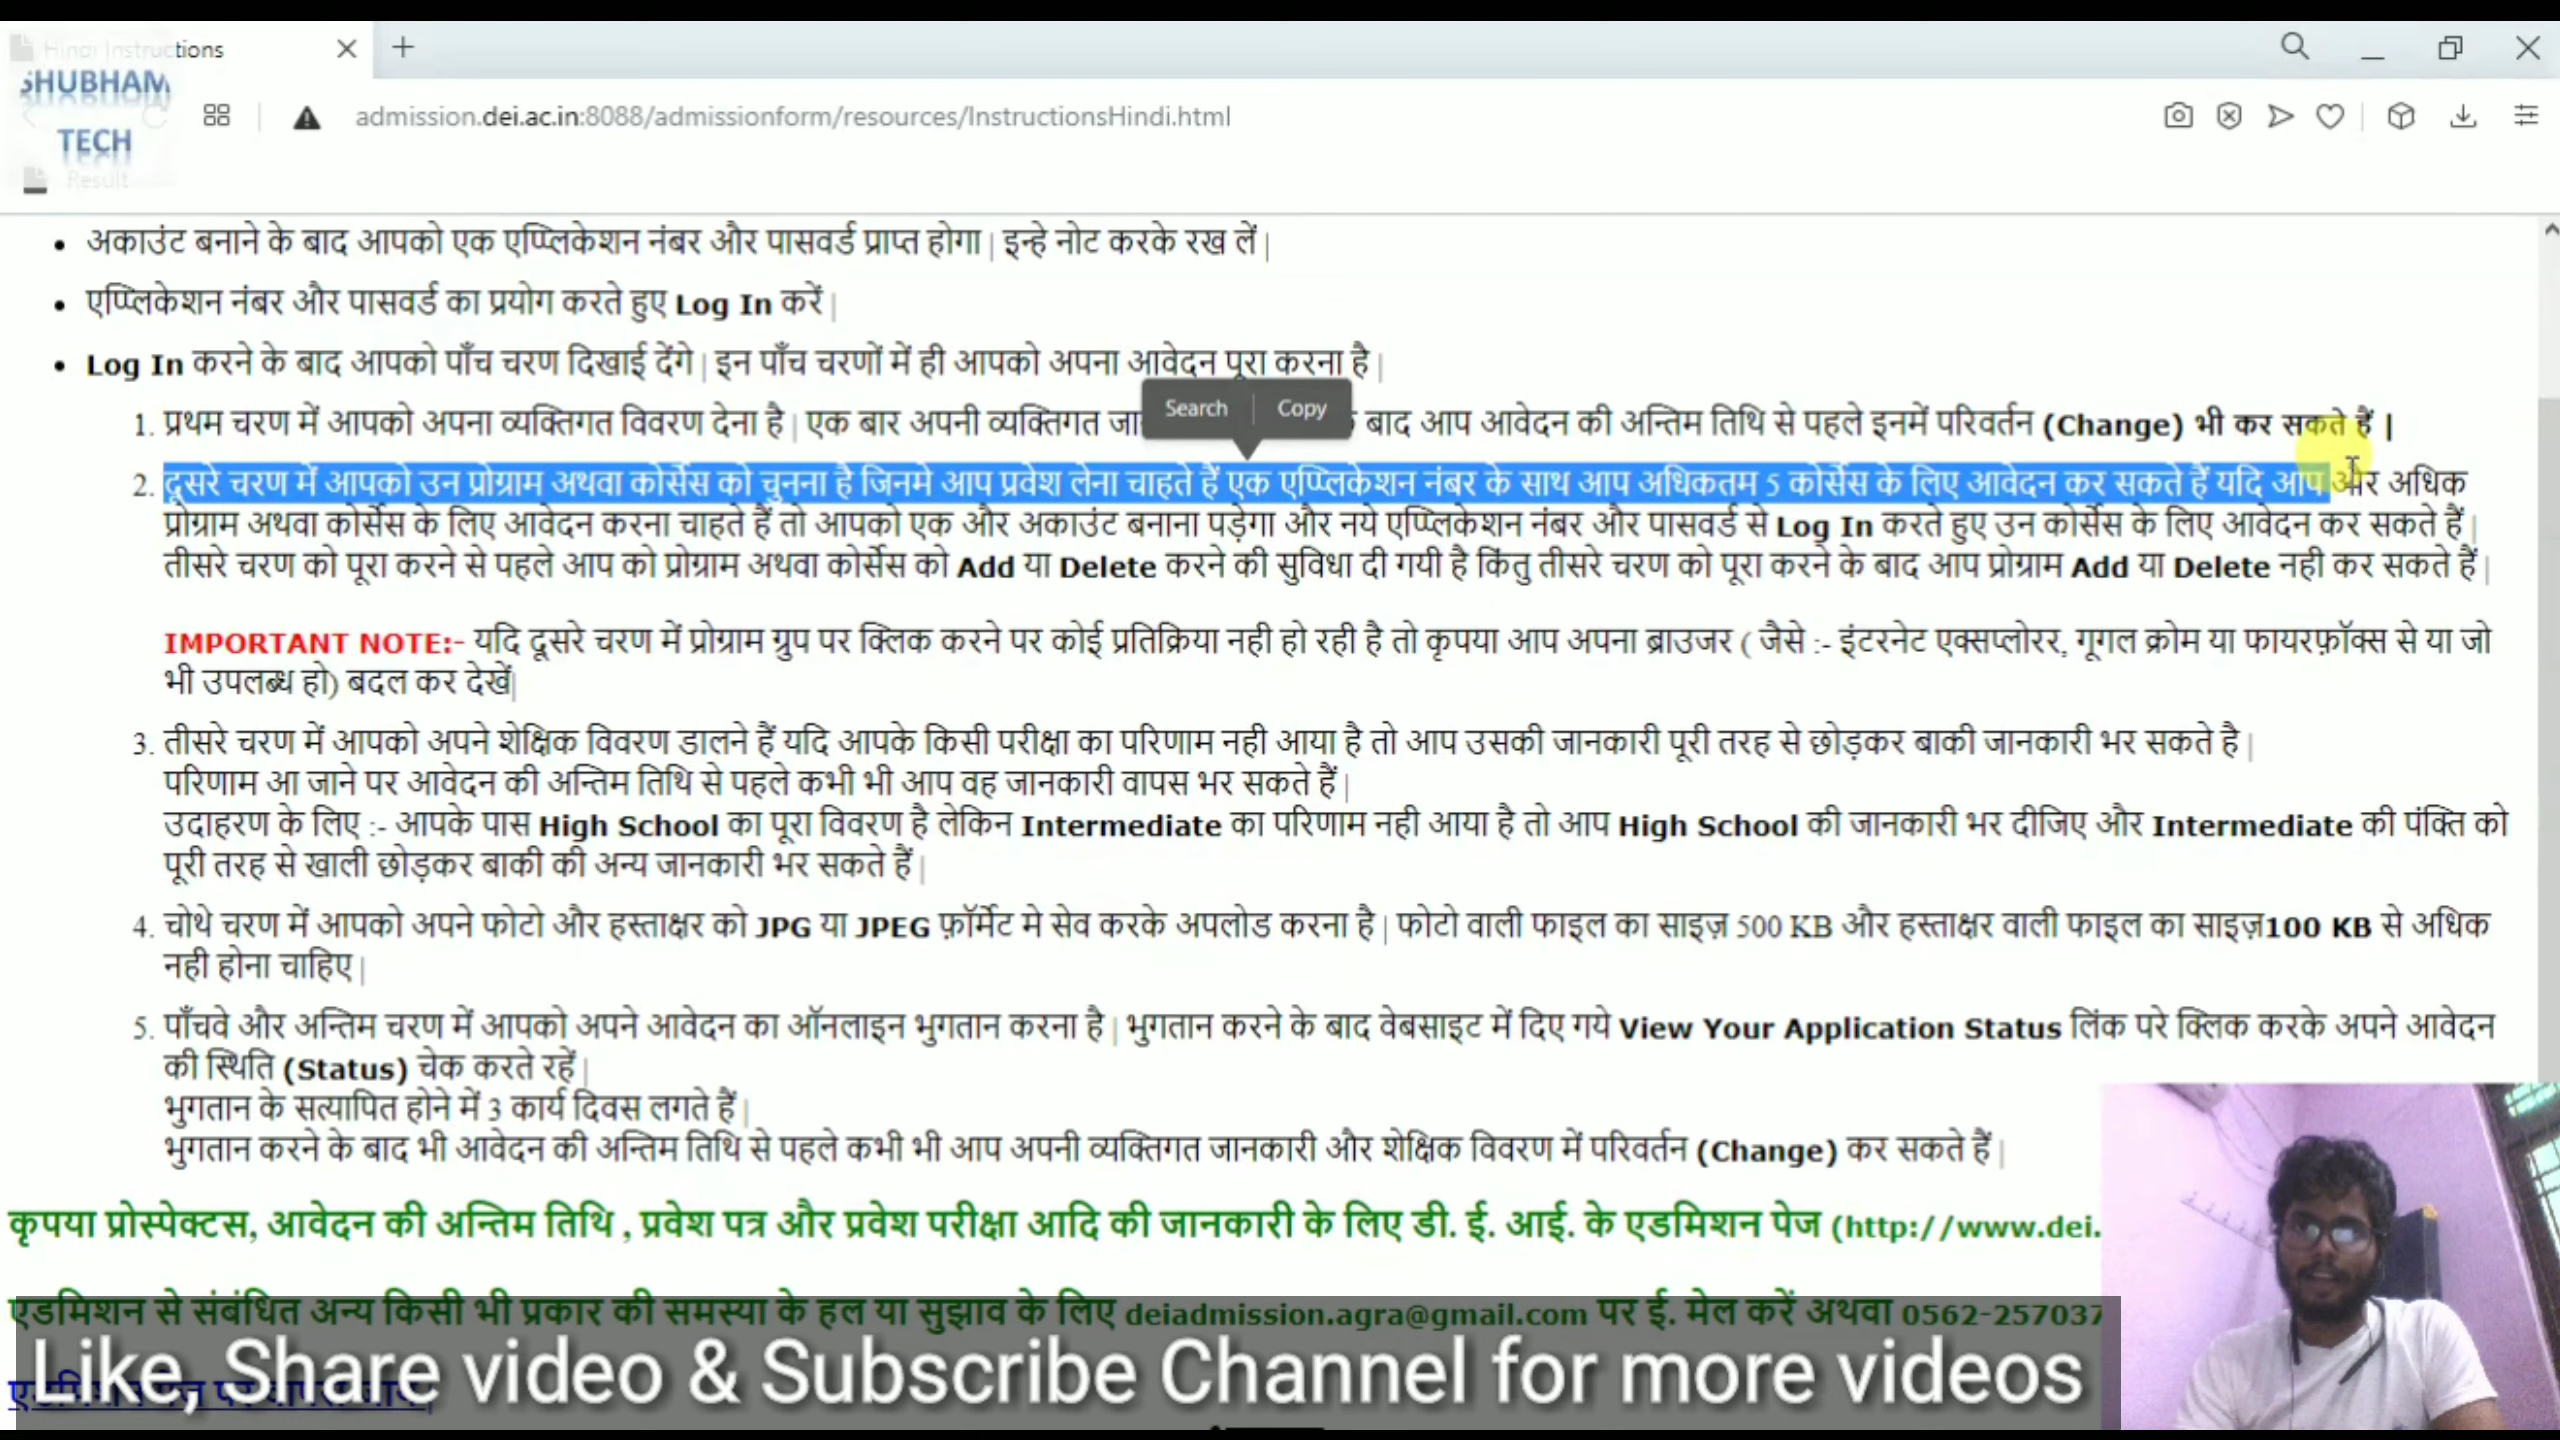 Hindi Instructions
SHUBHAM
TECH
Result
admission.dei.ac.in:8088/admissionform/resources/InstructionsHindi.html
• अकाउंट बनाने के बाद आपको एक एप्प्लिकेशन नंबर और पासवर्ड प्राप्त होगा | इन्हे नोट करके रख लें |
• एप्प्लिकेशन नंबर और पासवर्ड का प्रयोग करते हुए Log In करें |
• Log In करने के बाद आपको पाँच चरण दिखाई देंगे | इन पाँच चरणों में ही आपको अपना आवेदन पूरा करना है |
Search Copy
1. प्रथम चरण में आपको अपना व्यक्तिगत विवरण देना है | एक बार अपनी व्यक्तिगत बाद आप आवेदन की अन्तिम तिथि से पहले इनमें परिवर्तन (Change) भी कर सकते हैं |
2. दूसरे चरण में आपको उन प्रोग्राम अथवा कोर्सेस को चुनना है जिनमे आप प्रवेश लेना चाहते हैं एक एप्प्लिकेशन नंबर के साथ आप अधिकतम 5 कोर्सेस के लिए आवेदन कर सकते हैं यदि आप और अधिक
प्रोग्राम अथवा कोर्सेस के लिए आवेदन करना चाहते हैं तो आपको एक और अकाउंट बनाना पड़ेगा और नये एप्प्लिकेशन नंबर और पासवर्ड से Log In करते हुए उन कोर्सेस के लिए आवेदन कर सकते हैं |
तीसरे चरण को पूरा करने से पहले आप को प्रोग्राम अथवा कोर्सेस को Add या Delete करने की सुविधा दी गयी है किंतु तीसरे चरण को पूरा करने के बाद आप प्रोग्राम Add या Delete नही कर सकते हैं |
IMPORTANT NOTE:- यदि दूसरे चरण में प्रोग्राम ग्रुप पर क्लिक करने पर कोई प्रतिक्रिया नही हो रही है तो कृपया आप अपना ब्राउजर ( जैसे :- इंटरनेट एक्सप्लोरर, गूगल क्रोम या फायरफ़ॉक्स से या जो
भी उपलब्ध हो) बदल कर देखें|
3. तीसरे चरण में आपको अपने शेक्षिक विवरण डालने हैं यदि आपके किसी परीक्षा का परिणाम नही आया है तो आप उसकी जानकारी पूरी तरह से छोड़कर बाकी जानकारी भर सकते है |
परिणाम आ जाने पर आवेदन की अन्तिम तिथि से पहले कभी भी आप वह जानकारी वापस भर सकते हैं |
उदाहरण के लिए :- आपके पास High School का पूरा विवरण है लेकिन Intermediate का परिणाम नही आया है तो आप High School की जानकारी भर दीजिए और Intermediate की पंक्ति को
पूरी तरह से खाली छोड़कर बाकी की अन्य जानकारी भर सकते हैं |
4. चोथे चरण में आपको अपने फोटो और हस्ताक्षर को JPG या JPEG फ़ॉर्मेट मे सेव करके अपलोड करना है | फोटो वाली फाइल का साइज़ 500 KB और हस्ताक्षर वाली फाइल का साइज़100 KB से अधिक
नही होना चाहिए |
5. पाँचवे और अन्तिम चरण में आपको अपने आवेदन का ऑनलाइन भुगतान करना है | भुगतान करने के बाद वेबसाइट में दिए गये View Your Application Status लिंक परे क्लिक करके अपने आवेदन
की स्थिति (Status) चेक करते रहें |
भुगतान के सत्यापित होने में 3 कार्य दिवस लगते हैं |
भुगतान करने के बाद भी आवेदन की अन्तिम तिथि से पहले कभी भी आप अपनी व्यक्तिगत जानकारी और शेक्षिक विवरण में परिवर्तन (Change) कर सकते हैं |
कृपया प्रोस्पेक्टस, आवेदन की अन्तिम तिथि , प्रवेश पत्र और प्रवेश परीक्षा आदि की जानकारी के लिए डी. ई. आई. के एडमिशन पेज (http://www.dei.
एडमिशन से संबंधित अन्य किसी भी प्रकार की समस्या के हल या सुझाव के लिए deiadmission.agra@gmail.com पर ई. मेल करें अथवा 0562-257037
Like, Share video & Subscribe Channel for more videos